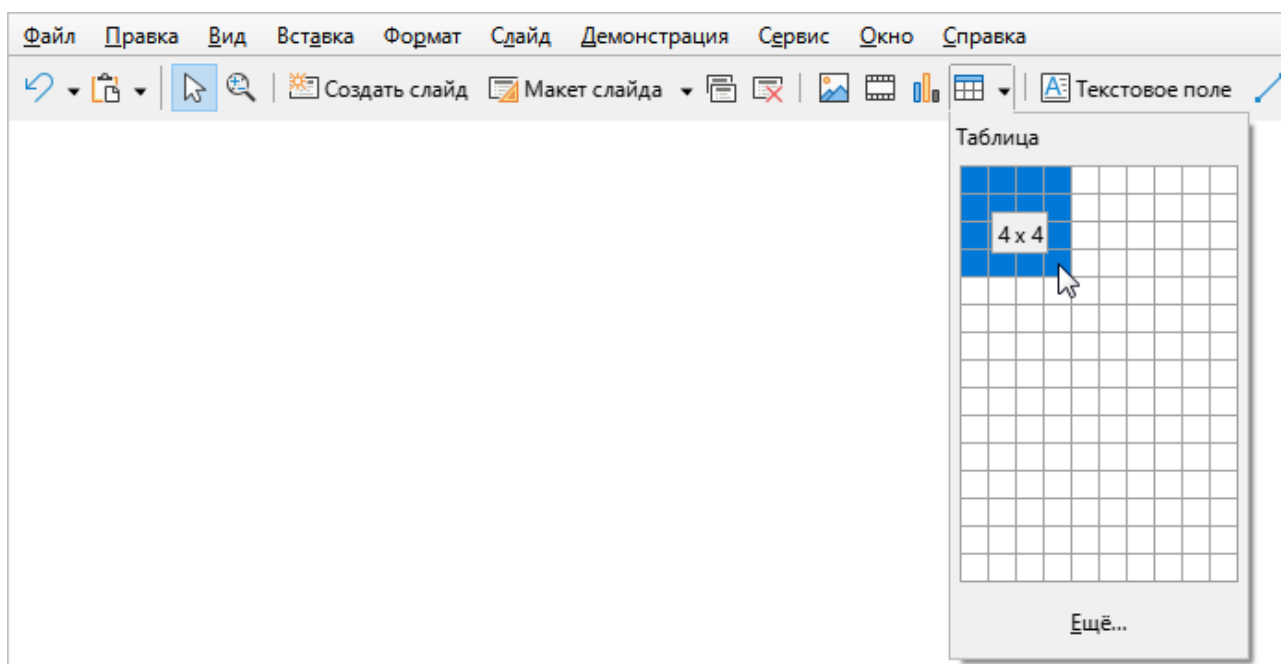 Файл Правка Вид Вставка Формат Слайд Демонстрация Сервис Окно Справка
Создать слайд Макет слайда Текстовое поле
Таблица
4 x 4
Ещё...